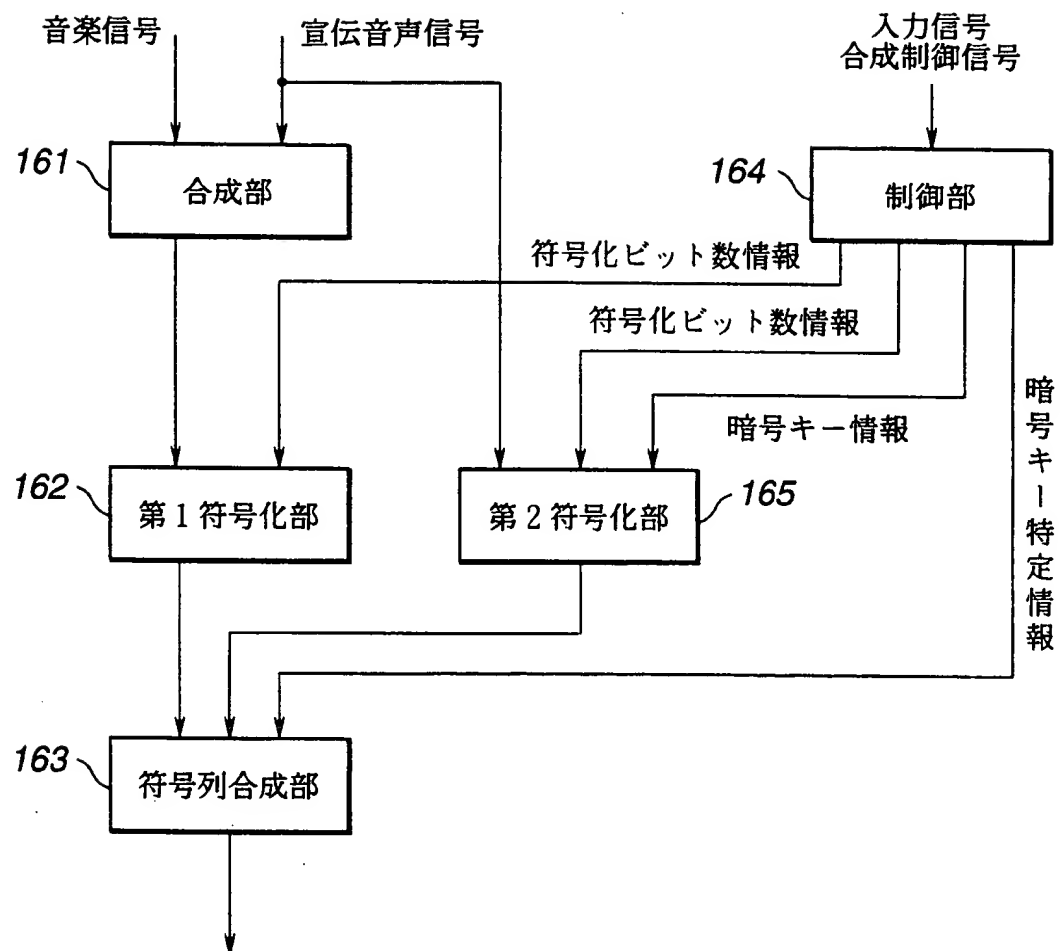 音楽信号
宣伝音声信号
入力信号
合成制御信号
161
合成部
164
制御部
符号化ビット数情報
符号化ビット数情報
暗号キー情報
暗号キー特定情報
162
第1符号化部
第2符号化部
165
163
符号列合成部